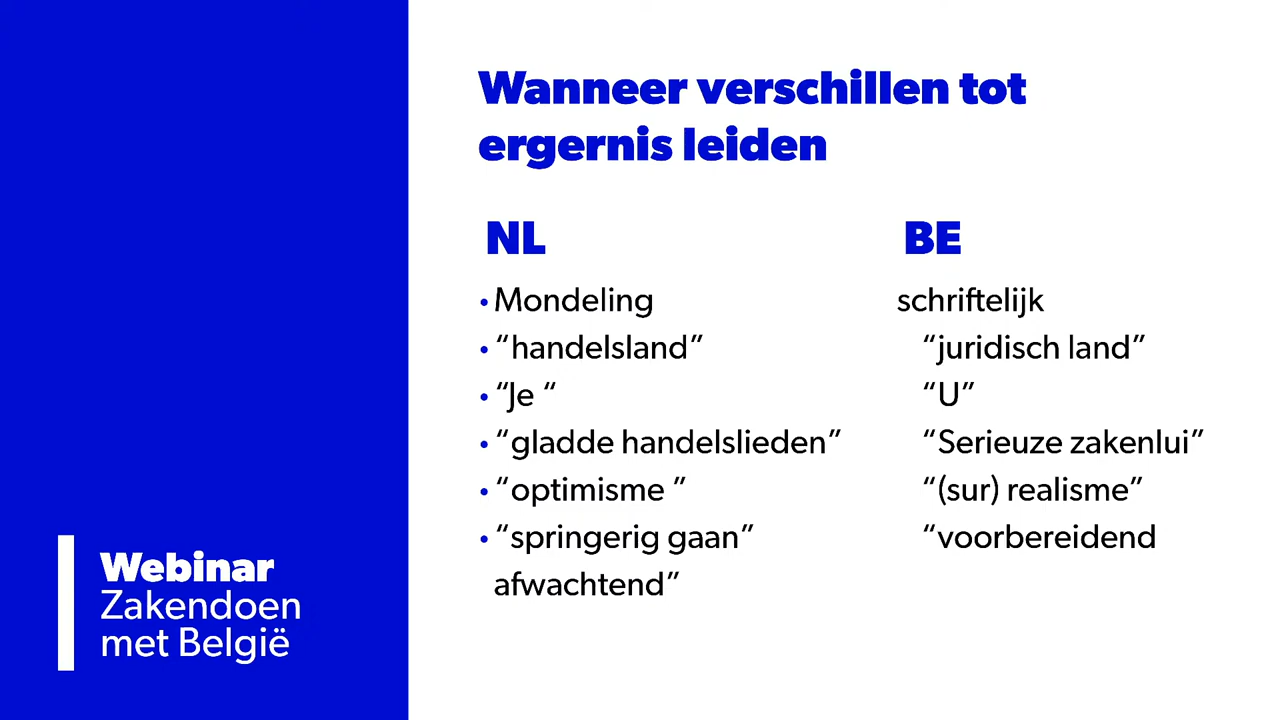 Wanneer verschillen tot
ergernis leiden
NL BE
• Mondeling schriftelijk
• “handelsland” “juridisch land”
• “Je “ “U”
• “gladde handelslieden” “Serieuze zakenlui”
• “optimisme ” “(sur) realisme”
• “springerig gaan” “voorbereidend
afwachtend”
Webinar
Zakendoen
met België